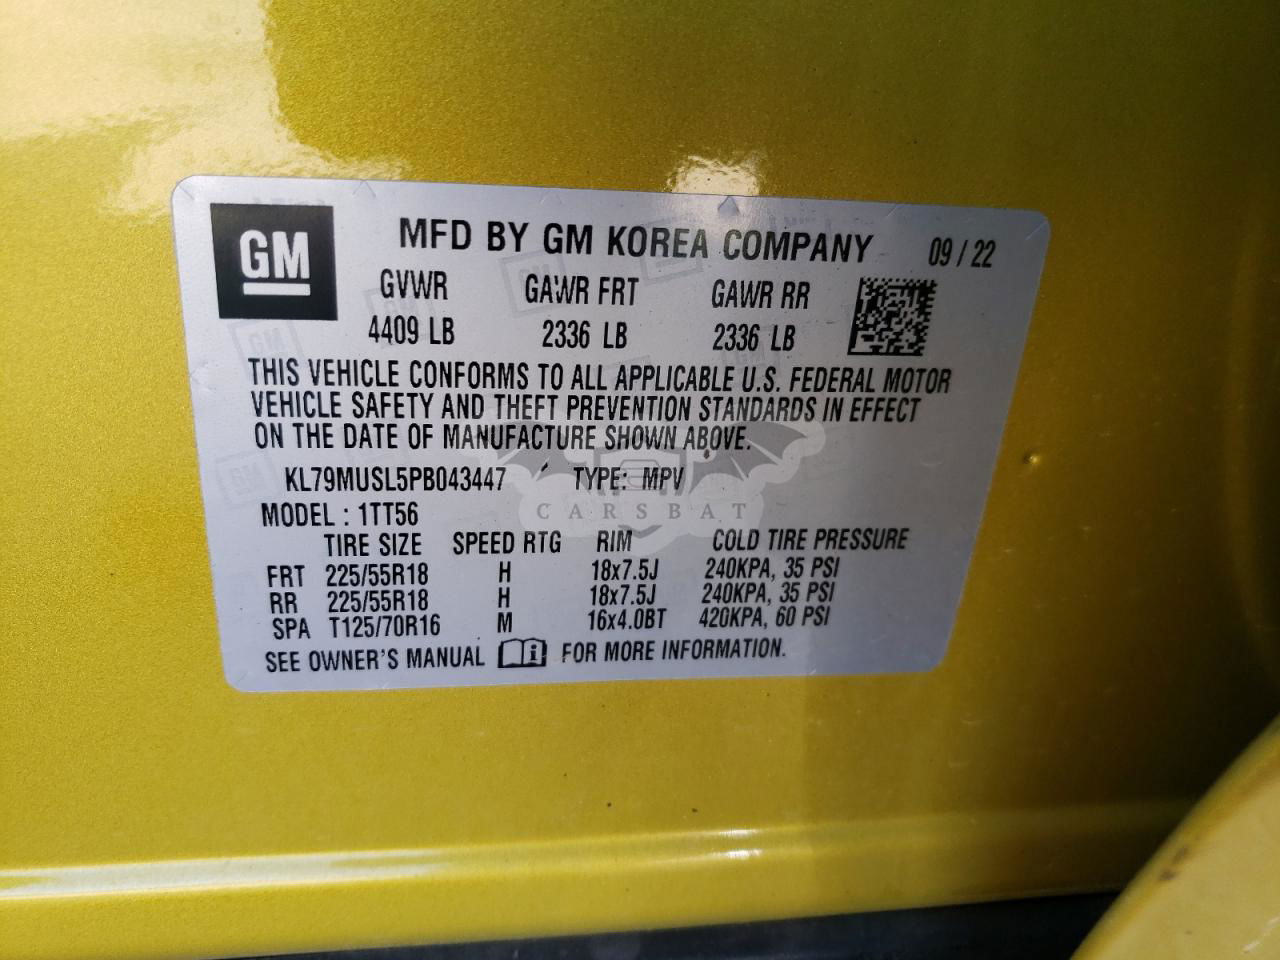 GM
MFD BY GM KOREA COMPANY 09 / 22
GVWR GAWR FRT GAWR RR
4409 LB 2336 LB 2336 LB
THIS VEHICLE CONFORMS TO ALL APPLICABLE U.S. FEDERAL MOTOR
VEHICLE SAFETY AND THEFT PREVENTION STANDARDS IN EFFECT
ON THE DATE OF MANUFACTURE SHOWN ABOVE.
KL79MUSL5PB043447 TYPE: MPV
CARSBAT
MODEL : 1TT56
TIRE SIZE SPEED RTG RIM COLD TIRE PRESSURE
FRT 225/55R18 H 18x7.5J 240KPA, 35 PSI
RR 225/55R18 H 18x7.5J 240KPA, 35 PSI
SPA T125/70R16 M 16x4.0BT 420KPA, 60 PSI
SEE OWNER'S MANUAL i FOR MORE INFORMATION.